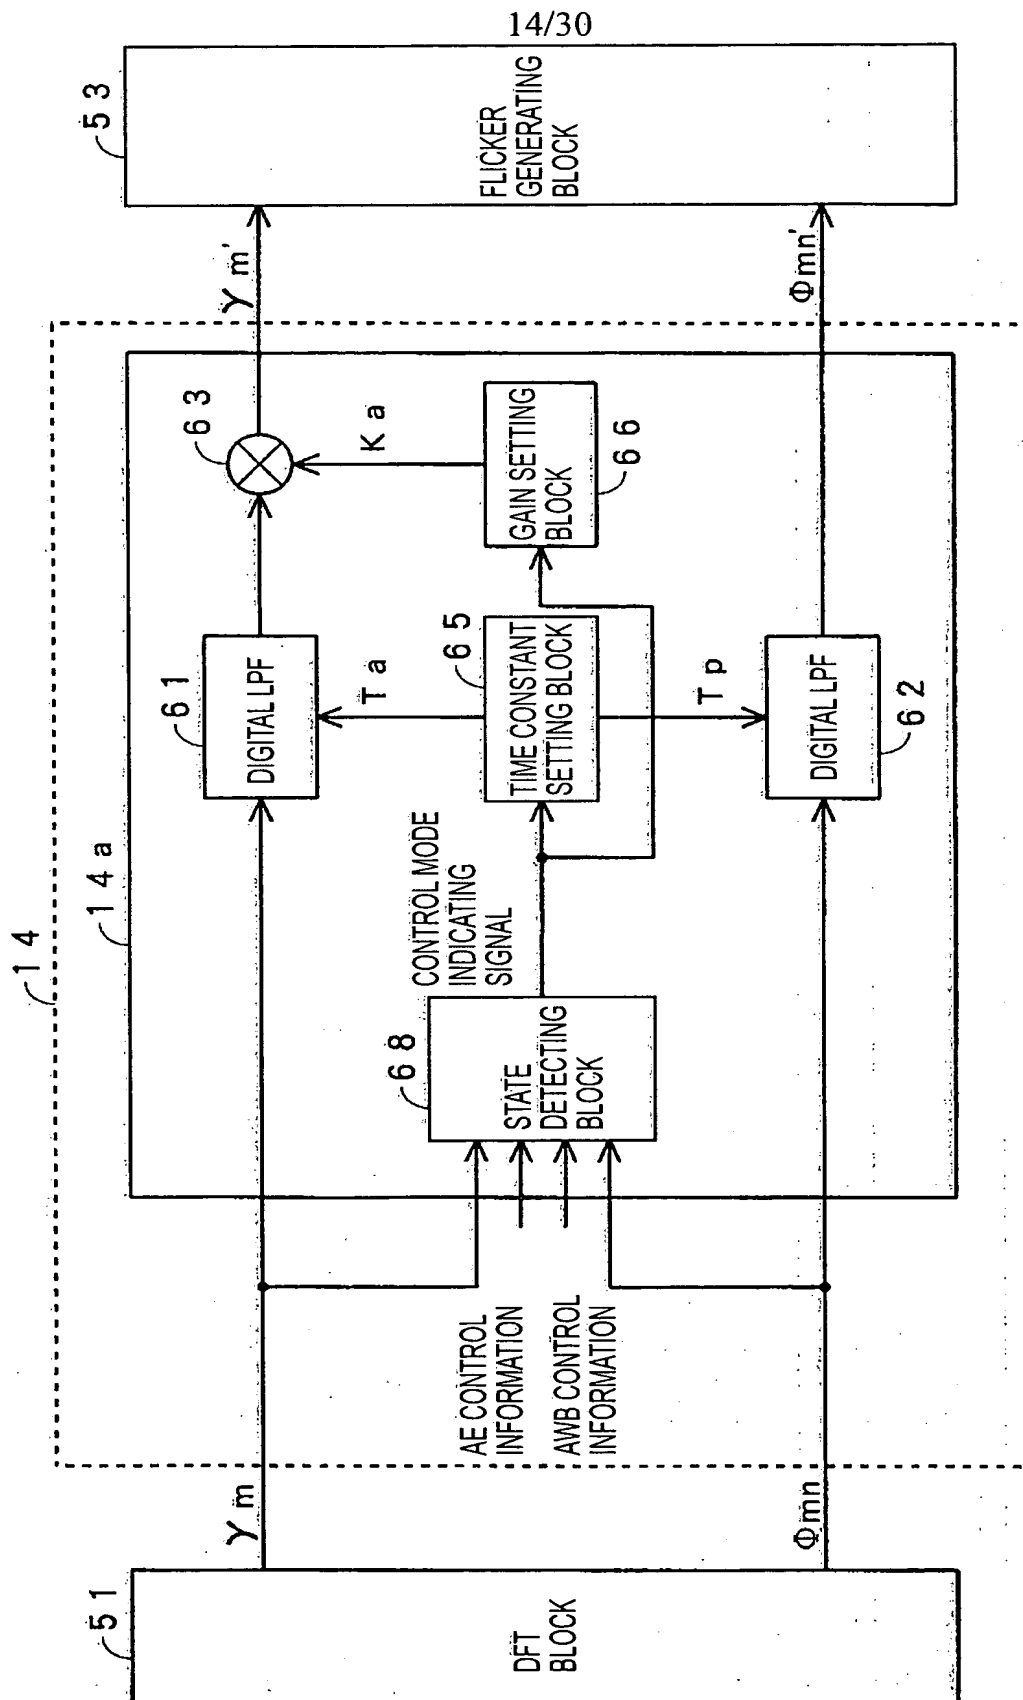 14/30
14
14a
51
DFT
BLOCK
γm
Φmn
AE CONTROL
INFORMATION
AWB CONTROL
INFORMATION
68
STATE
DETECTING
BLOCK
CONTROL MODE
INDICATING
SIGNAL
61
DIGITAL LPF
Ta
65
TIME CONSTANT
SETTING BLOCK
Tp
DIGITAL LPF
62
63
Ka
GAIN SETTING
BLOCK
66
γm'
Φmn'
53
FLICKER
GENERATING
BLOCK